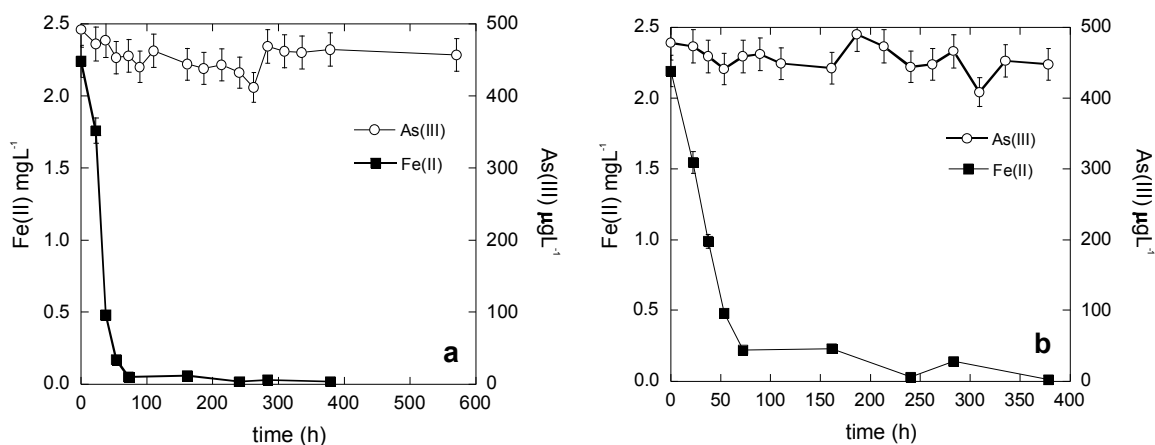 2.5
2.0
1.5
1.0
0.5
0.0
Fe(II) mgL-1
500
400
300
200
100
0
As(III) µgL-1
As(III)
Fe(II)
a
0 100 200 300 400 500 600
time (h)
2.5
2.0
1.5
1.0
0.5
0.0
Fe(II) mgL-1
500
400
300
200
100
0
As(III) µgL-1
As(III)
Fe(II)
b
0 50 100 150 200 250 300 350 400
time (h)